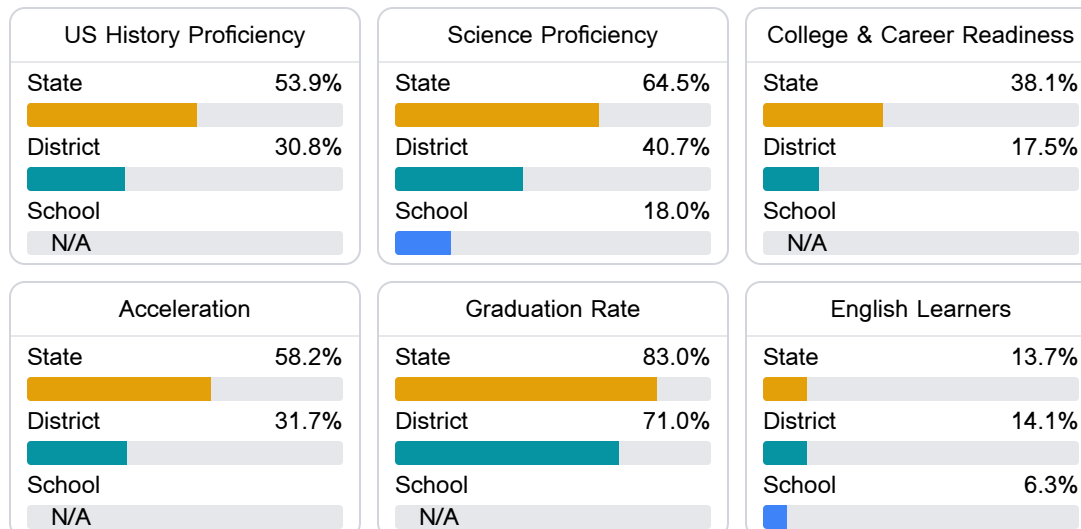 US History Proficiency
State 53.9%
District 30.8%
School
N/A
Science Proficiency
State 64.5%
District 40.7%
School 18.0%
College & Career Readiness
State 38.1%
District 17.5%
School
N/A
Acceleration
State 58.2%
District 31.7%
School
N/A
Graduation Rate
State 83.0%
District 71.0%
School
N/A
English Learners
State 13.7%
District 14.1%
School 6.3%